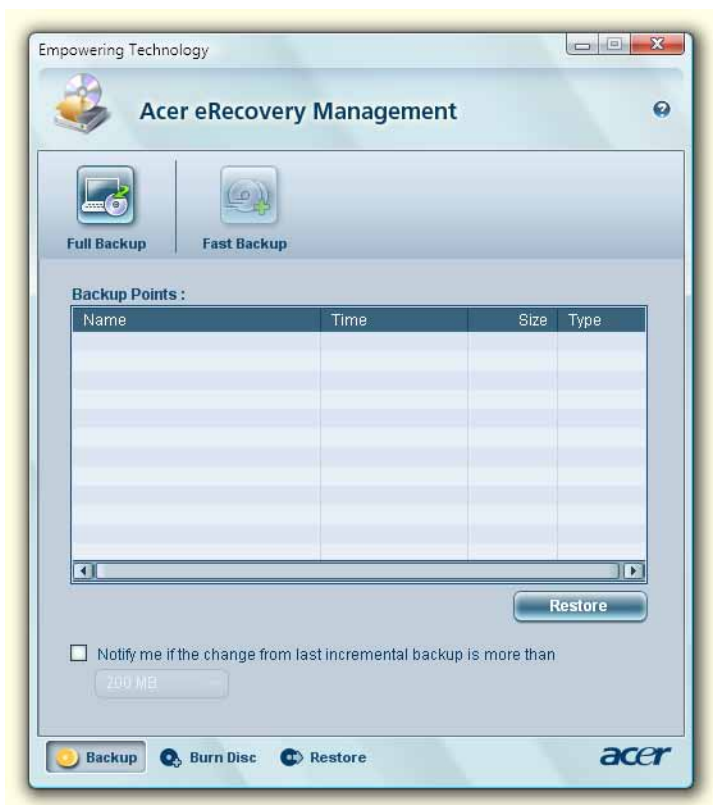 Empowering Technology
Acer eRecovery Management
Full Backup Fast Backup
Backup Points :
Name Time Size Type
Restore
Notify me if the change from last incremental backup is more than
200 MB
Backup Burn Disc Restore acer